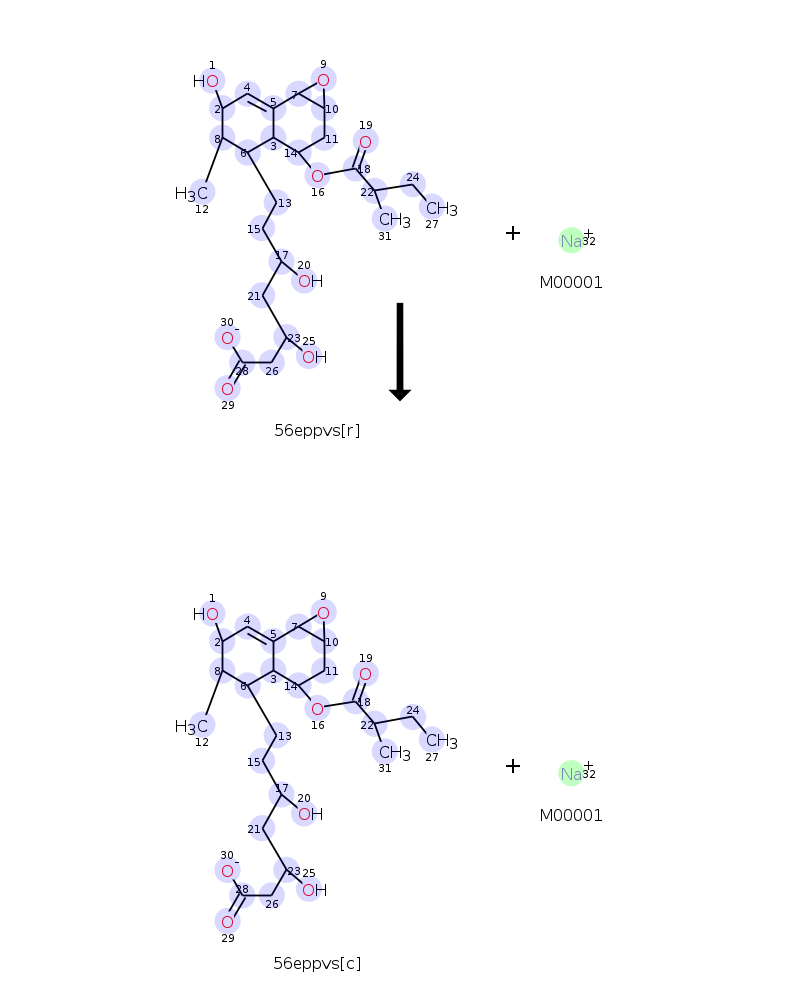 1
HO
2
4
5
7
9
O
10
8
6
3
14
11
H3C
12
13
15
17
20
OH
21
23
25
OH
26
28
30
O-
29
O
16
O
18
19
O
22
24
27
CH3
31
CH3
+
Na+
32
M00001
56eppvs[r]
1
HO
2
4
5
7
9
O
10
8
6
3
14
11
H3C
12
13
15
17
20
OH
21
23
25
OH
26
28
30
O-
29
O
16
O
18
19
O
22
24
27
CH3
31
CH3
+
Na+
32
M00001
56eppvs[c]